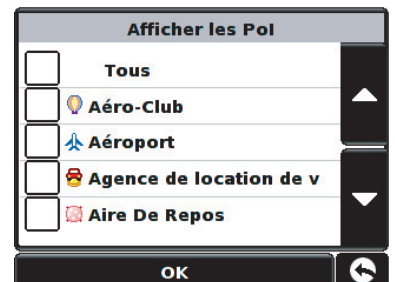 Afficher les PoI
Tous
Aéro-Club
Aéroport
Agence de location de v
Aire De Repos
OK